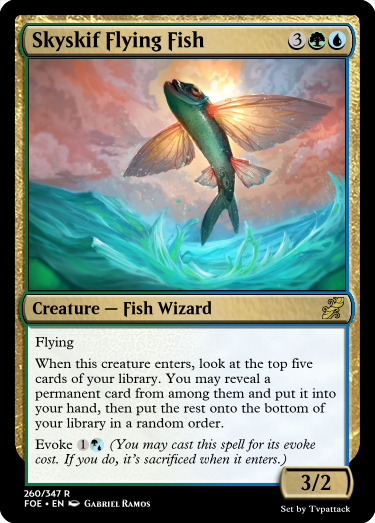 Skyskif Flying Fish 3
Creature — Fish Wizard
Flying
When this creature enters, look at the top five
cards of your library. You may reveal a
permanent card from among them and put it into
your hand, then put the rest onto the bottom of
your library in a random order.
Evoke 1 (You may cast this spell for its evoke
cost. If you do, it's sacrificed when it enters.)
3/2
260/347 R
FOE • EN Gabriel Ramos
Set by Tvpattack